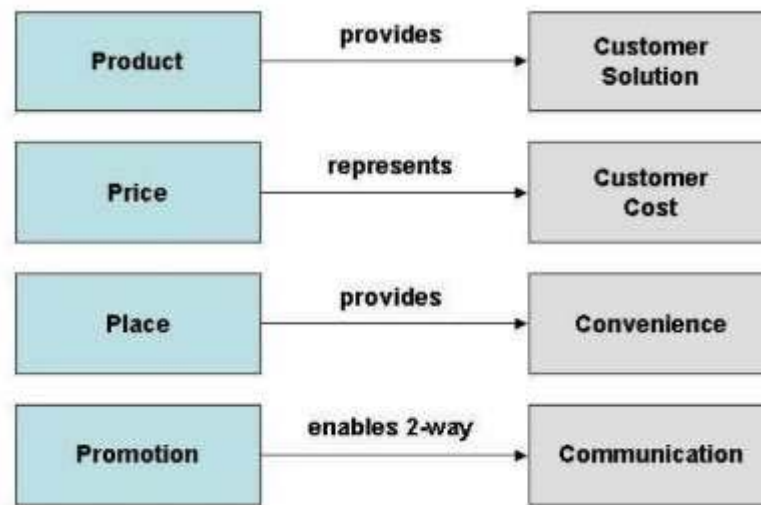 Product
provides
Customer
Solution
Price
represents
Customer
Cost
Place
provides
Convenience
Promotion
enables 2-way
Communication